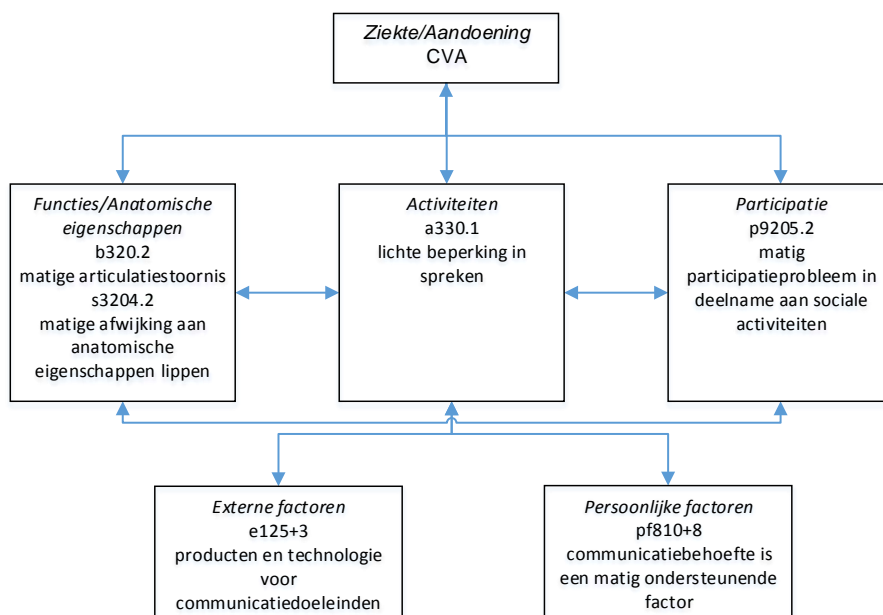 Ziekte/Aandoening
CVA
Functies/Anatomische
eigenschappen
b320.2
matige articulatiestoornis
s3204.2
matige afwijking aan
anatomische
eigenschappen lippen
Activiteiten
a330.1
lichte beperking in
spreken
Participatie
p9205.2
matig
participatieprobleem in
deelname aan sociale
activiteiten
Externe factoren
e125+3
producten en technologie
voor
communicatiedoeleinden
Persoonlijke factoren
pf810+8
communicatiebehoefte is
een matig ondersteunende
factor